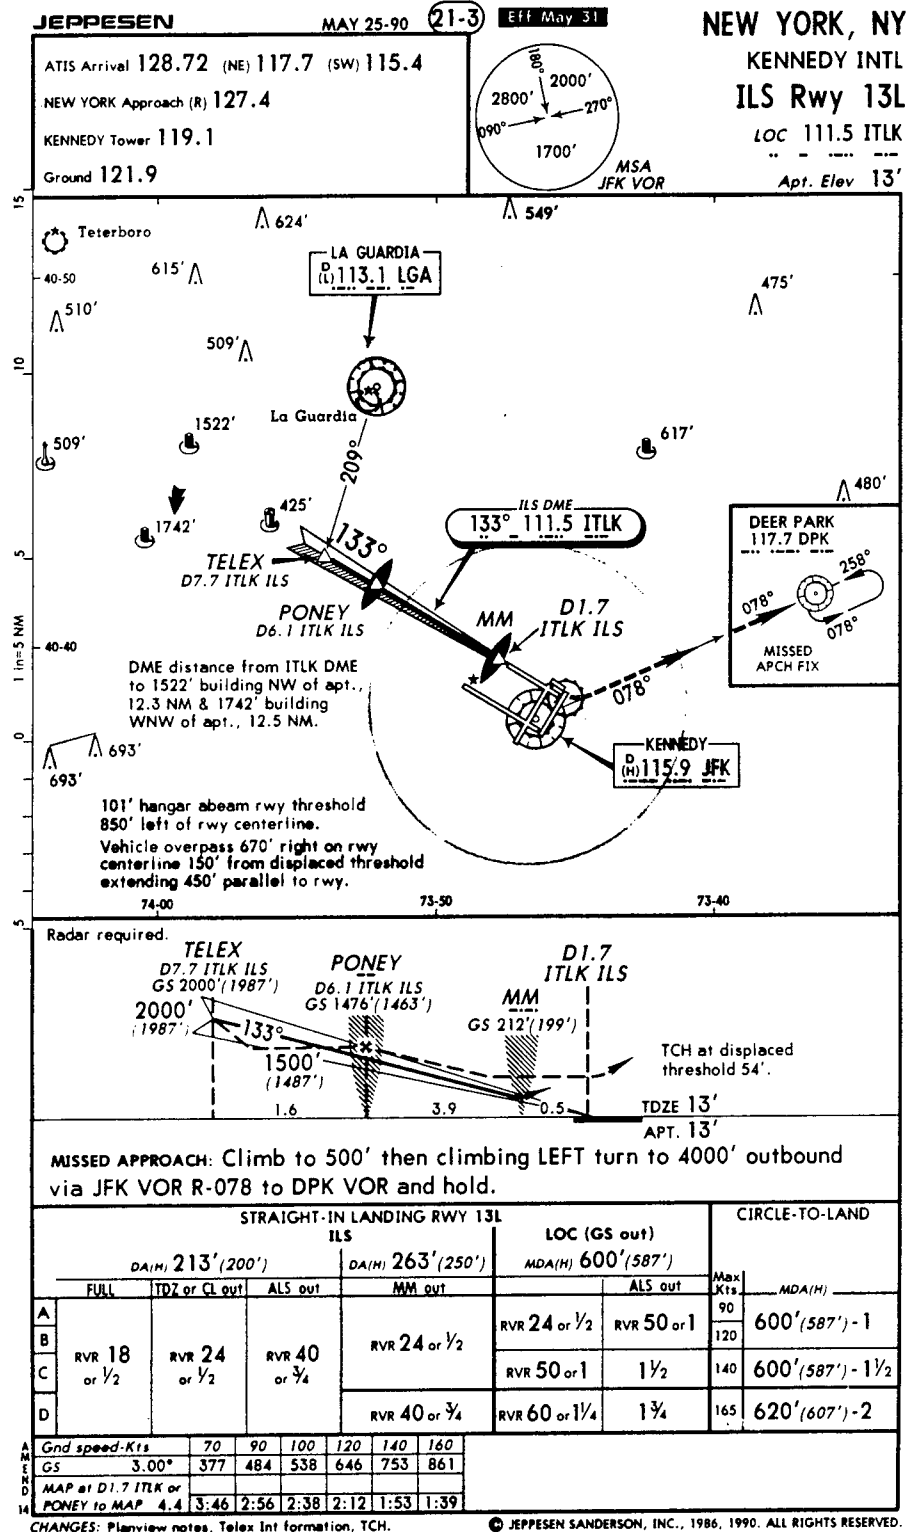 JEPPESEN
MAY 25-90
21-3
Eff May 31
NEW YORK, NY
KENNEDY INTL
ILS Rwy 13L
LOC 111.5 ITLK
Apt. Elev 13'
ATIS Arrival 128.72 (NE) 117.7 (SW) 115.4
NEW YORK Approach (R) 127.4
KENNEDY Tower 119.1
Ground 121.9
180°
2000'
2800'
270°
090°
1700'
MSA
JFK VOR
15
624'
549'
Teterboro
615'
LA GUARDIA
D
(L) 113.1 LGA
475'
40-50
510'
509'
10
La Guardia
1522'
509'
617'
209°
480'
425'
1742'
ILS DME
133° 111.5 ITLK
DEER PARK
117.7 DPK
258°
078°
078°
MISSED
APCH FIX
133°
5
TELEX
D7.7 ITLK ILS
PONEY
D6.1 ITLK ILS
MM
D1.7
ITLK ILS
40-40
1 in=5 NM
DME distance from ITLK DME
to 1522' building NW of apt.,
12.3 NM & 1742' building
WNW of apt., 12.5 NM.
078°
0
693'
693'
KENNEDY
D
(H) 115.9 JFK
101' hangar abeam rwy threshold
850' left of rwy centerline.
Vehicle overpass 670' right on rwy
centerline 150' from displaced threshold
extending 450' parallel to rwy.
74-00
73-50
73-40
5
Radar required.
TELEX
D7.7 ITLK ILS
GS 2000'(1987')
2000'
(1987')
PONEY
D6.1 ITLK ILS
GS 1476'(1463')
MM
GS 212'(199')
D1.7
ITLK ILS
133°
1500'
(1487')
TCH at displaced
threshold 54'.
1.6
3.9
0.5
TDZE 13'
APT. 13'
MISSED APPROACH: Climb to 500' then climbing LEFT turn to 4000' outbound
via JFK VOR R-078 to DPK VOR and hold.
STRAIGHT-IN LANDING RWY 13L
CIRCLE-TO-LAND
ILS
LOC (GS out)
DA(H) 213'(200')
DA(H) 263'(250')
MDA(H) 600'(587')
FULL
TDZ or CL out
ALS out
MM out
ALS out
Max
Kts
MDA(H)
A
B
C
D
RVR 18
or ½
RVR 24
or ½
RVR 40
or ¾
RVR 24 or ½
RVR 40 or ¾
RVR 24 or ½
RVR 50 or 1
RVR 50 or 1
1½
RVR 60 or 1¼
1¾
90
120
600'(587')-1
140
600'(587')-1½
165
620'(607')-2
AMEND 14
Gnd speed-Kts 70 90 100 120 140 160
GS 3.00° 377 484 538 646 753 861
MAP at D1.7 ITLK or
PONEY to MAP 4.4 3:46 2:56 2:38 2:12 1:53 1:39
CHANGES: Planview notes, Telex Int formation, TCH.
© JEPPESEN SANDERSON, INC., 1986, 1990. ALL RIGHTS RESERVED.